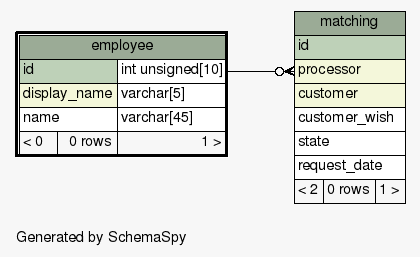 employee
id int unsigned[10]
display_name varchar[5]
name varchar[45]
< 0 0 rows 1 >
matching
id
processor
customer
customer_wish
state
request_date
< 2 0 rows 1 >
Generated by SchemaSpy